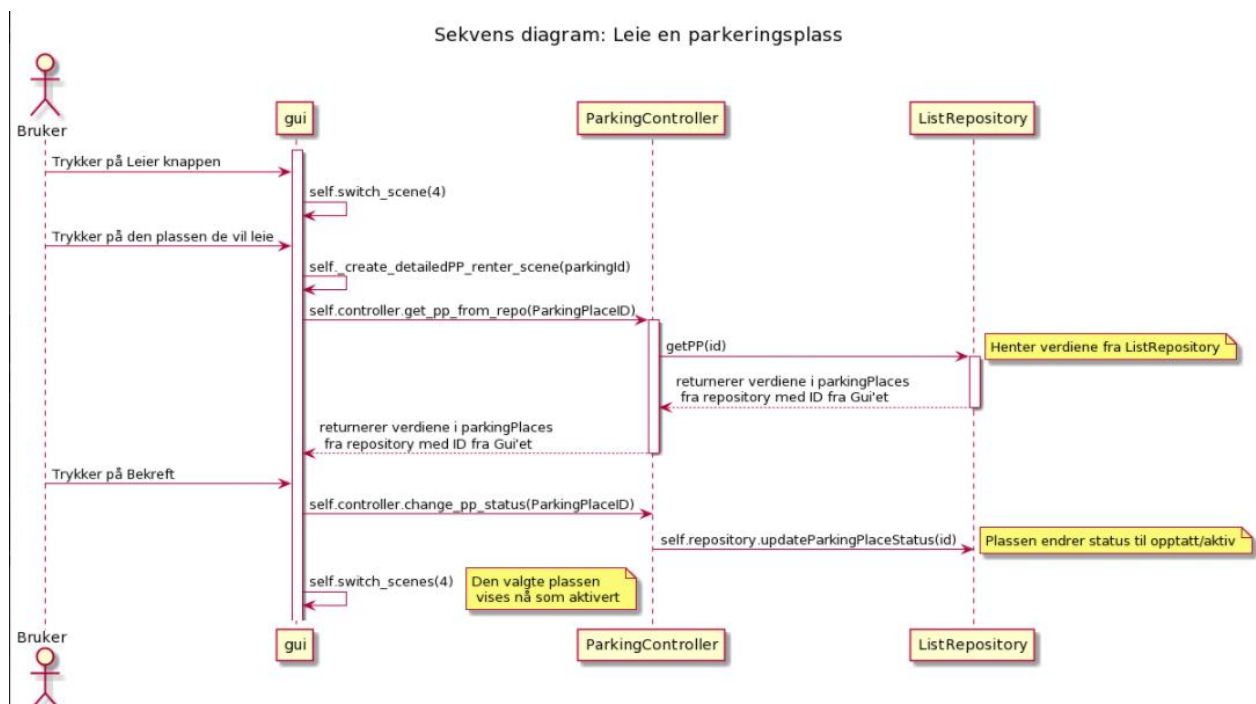 Sekvens diagram: Leie en parkeringsplass
Bruker
gui
ParkingController
ListRepository
Trykker på Leier knappen
self.switch_scene(4)
Trykker på den plassen de vil leie
self._create_detailedPP_renter_scene(parkingId)
self.controller.get_pp_from_repo(ParkingPlaceID)
getPP(id)
Henter verdiene fra ListRepository
returnerer verdiene i parkingPlaces
fra repository med ID fra Gui'et
returnerer verdiene i parkingPlaces
fra repository med ID fra Gui'et
Trykker på Bekreft
self.controller.change_pp_status(ParkingPlaceID)
self.repository.updateParkingPlaceStatus(id)
Plassen endrer status til opptatt/aktiv
self.switch_scenes(4)
Den valgte plassen
vises nå som aktivert
Bruker
gui
ParkingController
ListRepository